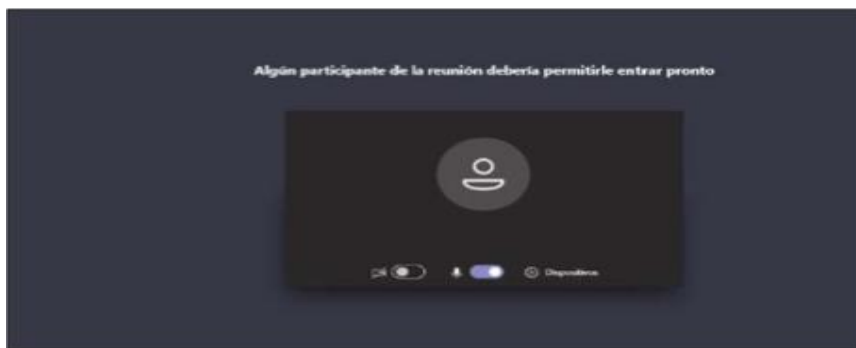 Algún participante de la reunión debería permitirle entrar pronto
Dispositivos